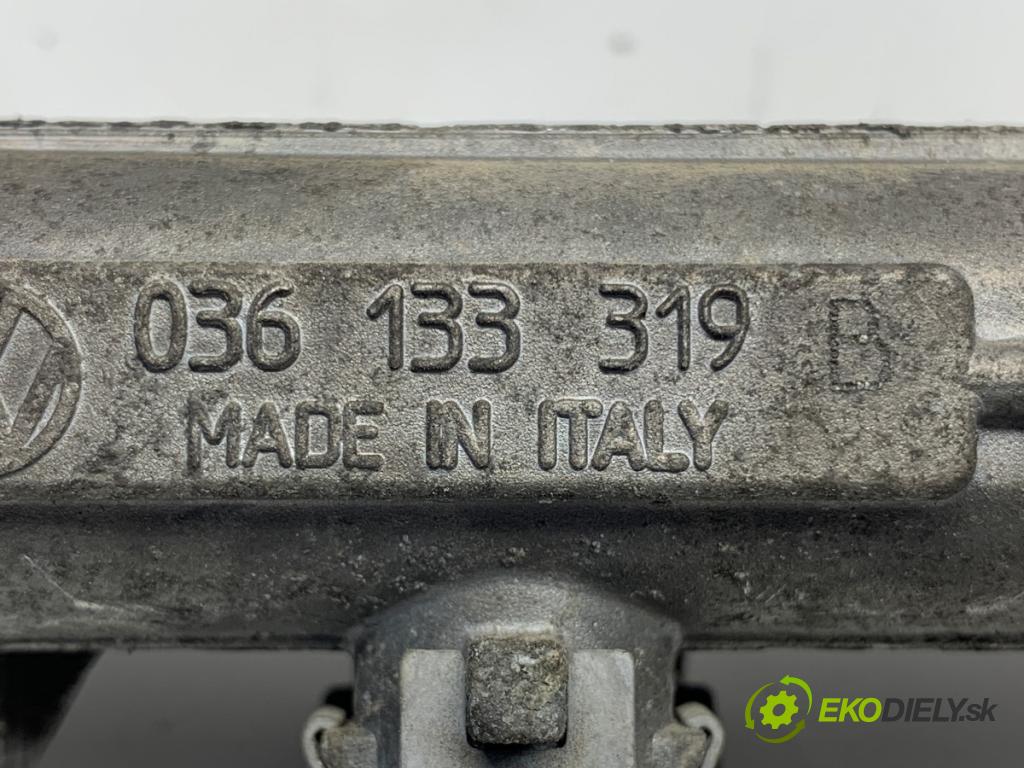 036 133 319 B
MADE IN ITALY
EKODIELY.sk